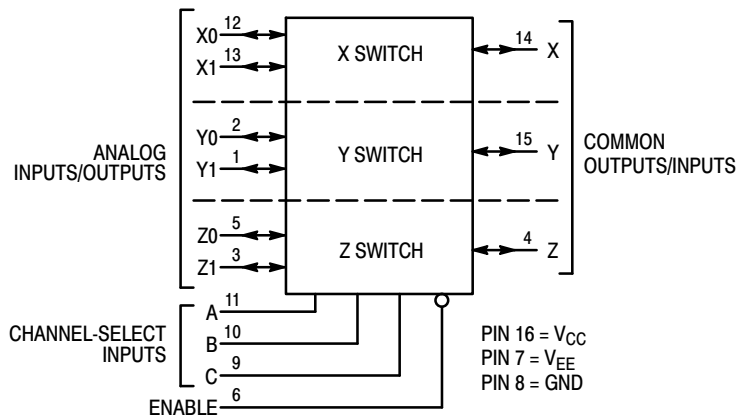 X0 12
X1 13
X SWITCH
14 X
Y0 2
Y1 1
Y SWITCH
15 Y
ANALOG
INPUTS/OUTPUTS
COMMON
OUTPUTS/INPUTS
Z0 5
Z1 3
Z SWITCH
4 Z
CHANNEL-SELECT
INPUTS
A 11
B 10
C 9
ENABLE 6
PIN 16 = VCC
PIN 7 = VEE
PIN 8 = GND